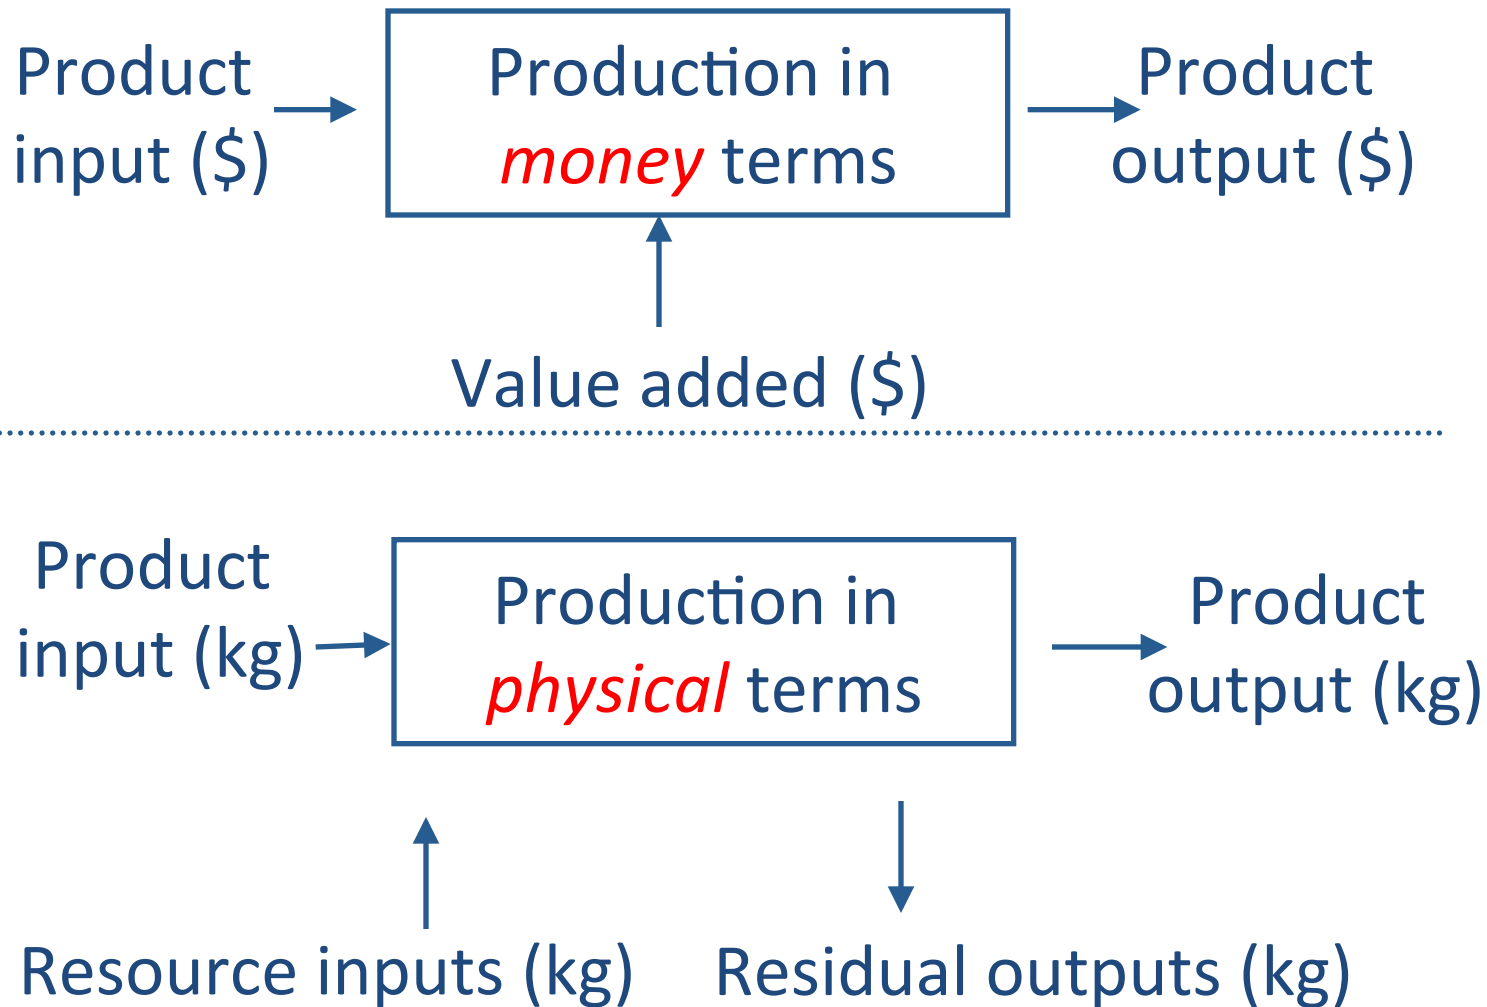 Product
input ($)
Production in
money terms
Product
output ($)
Value added ($)
Product
input (kg)
Production in
physical terms
Product
output (kg)
Resource inputs (kg)
Residual outputs (kg)